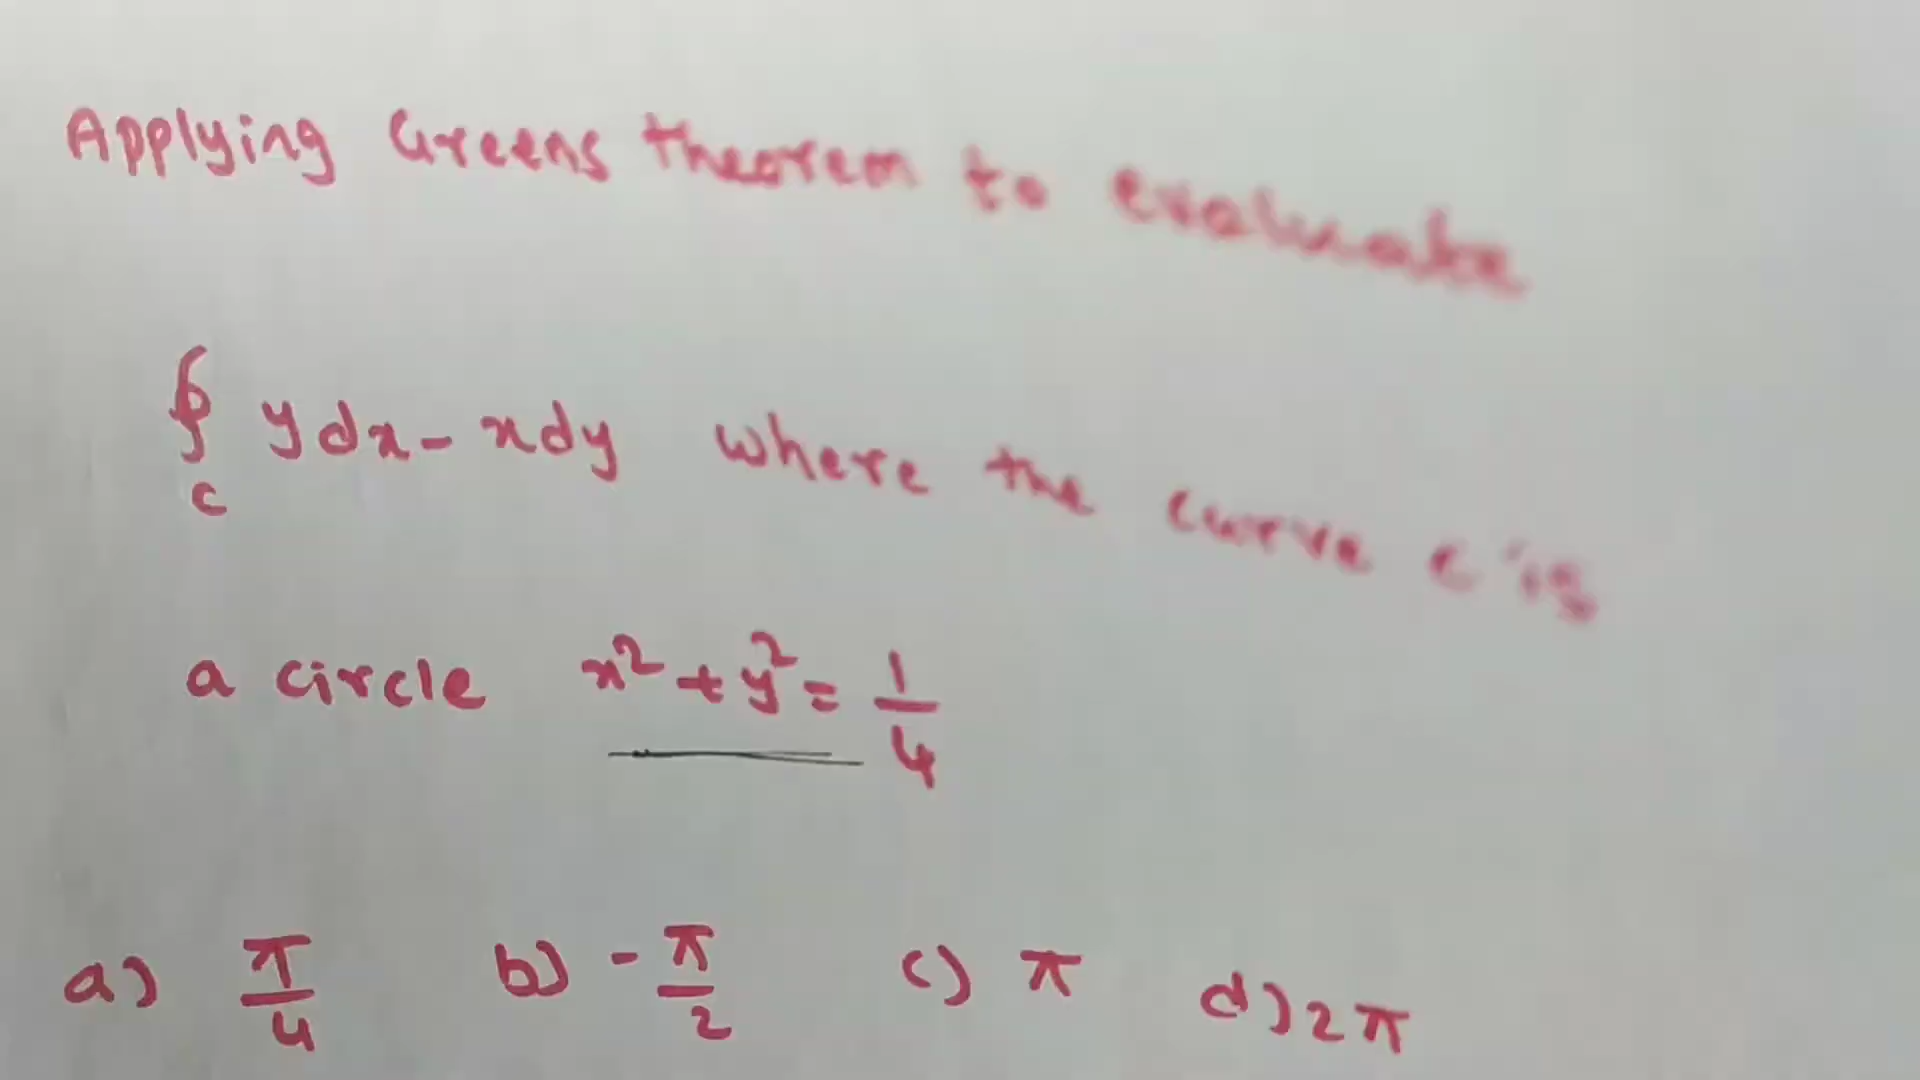 Applying Greens theorem to evaluate
∮c ydx - xdy where the curve c is
a circle x² + y² = 1/4
a) π/4 b) -π/2 c) π d) 2π